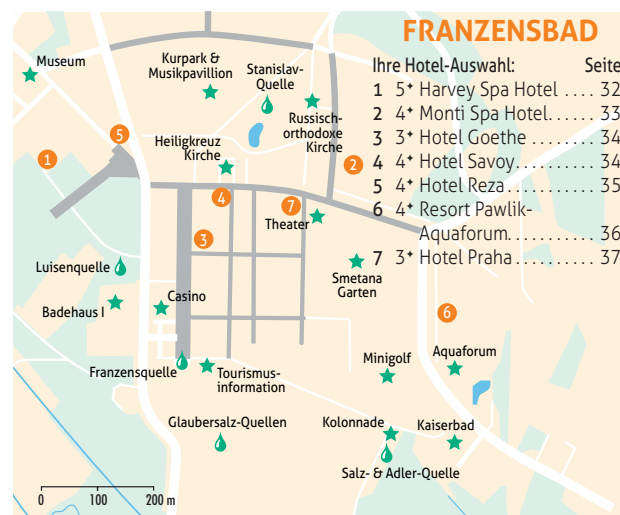 FRANZENSBAD
Ihre Hotel-Auswahl: Seite
1 5+ Harvey Spa Hotel .... 32
2 4+ Monti Spa Hotel...... 33
3 3+ Hotel Goethe ......... 34
4 4+ Hotel Savoy........... 34
5 4+ Hotel Reza............ 35
6 4+ Resort Pawlik-
Aquaforum............ 36
7 3+ Hotel Praha .......... 37
Museum
Kurpark &
Musikpavillion
Stanislav-
Quelle
Russisch-
orthodoxe
Kirche
5
Heiligkreuz
Kirche
1
2
4
7
Theater
3
Luisenquelle
Smetana
Garten
Badehaus I
Casino
6
Franzensquelle
Tourismus-
information
Minigolf
Aquaforum
Glaubersalz-Quellen
Kolonnade
Kaiserbad
Salz- & Adler-Quelle
0 100 200 m